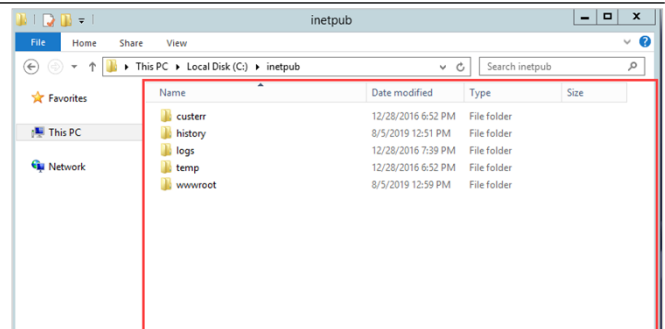 inetpub
File Home Share View
This PC Local Disk (C:) inetpub Search inetpub
Favorites
This PC
Network
Name Date modified Type Size
custerr 12/28/2016 6:52 PM File folder
history 8/5/2019 12:51 PM File folder
logs 12/28/2016 7:39 PM File folder
temp 12/28/2016 6:52 PM File folder
wwwroot 8/5/2019 12:59 PM File folder